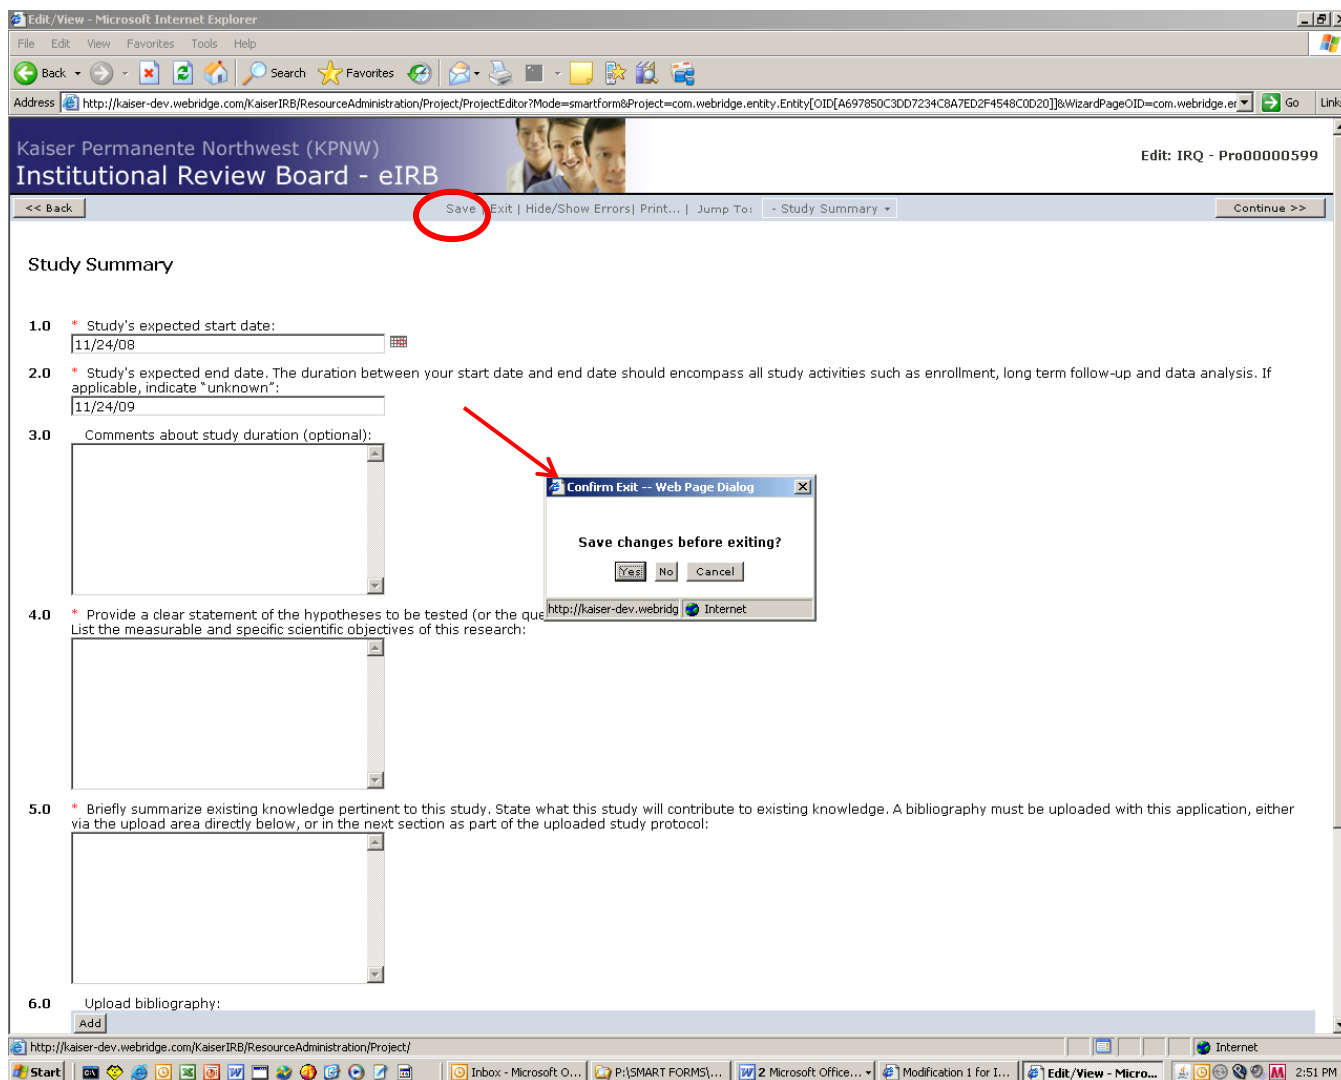 Edit/View - Microsoft Internet Explorer
File Edit View Favorites Tools Help
Back Search Favorites
Address http://kaiser-dev.webridge.com/KaiserIRB/ResourceAdministration/Project/ProjectEditor?Mode=smartform&Project=com.webridge.entity.Entity[OID[A697850C3DD7234C8A7ED2F4548C0D20]]&WizardPageOID=com.webridge.er Go Link
Kaiser Permanente Northwest (KPNW)
Edit: IRQ - Pro00000599
Institutional Review Board - eIRB
<< Back Save | Exit | Hide/Show Errors| Print... | Jump To: - Study Summary Continue >>
Study Summary
1.0 * Study's expected start date:
11/24/08
2.0 * Study's expected end date. The duration between your start date and end date should encompass all study activities such as enrollment, long term follow-up and data analysis. If
applicable, indicate "unknown":
11/24/09
3.0 Comments about study duration (optional):
Confirm Exit -- Web Page Dialog
Save changes before exiting?
Yes No Cancel
http://kaiser-dev.webridg Internet
4.0 * Provide a clear statement of the hypotheses to be tested (or the que
List the measurable and specific scientific objectives of this research:
5.0 * Briefly summarize existing knowledge pertinent to this study. State what this study will contribute to existing knowledge. A bibliography must be uploaded with this application, either
via the upload area directly below, or in the next section as part of the uploaded study protocol:
6.0 Upload bibliography:
Add
http://kaiser-dev.webridge.com/KaiserIRB/ResourceAdministration/Project/ Internet
Start Inbox - Microsoft O... P:\SMART FORMS\... 2 Microsoft Office... Modification 1 for I... Edit/View - Micro... 2:51 PM